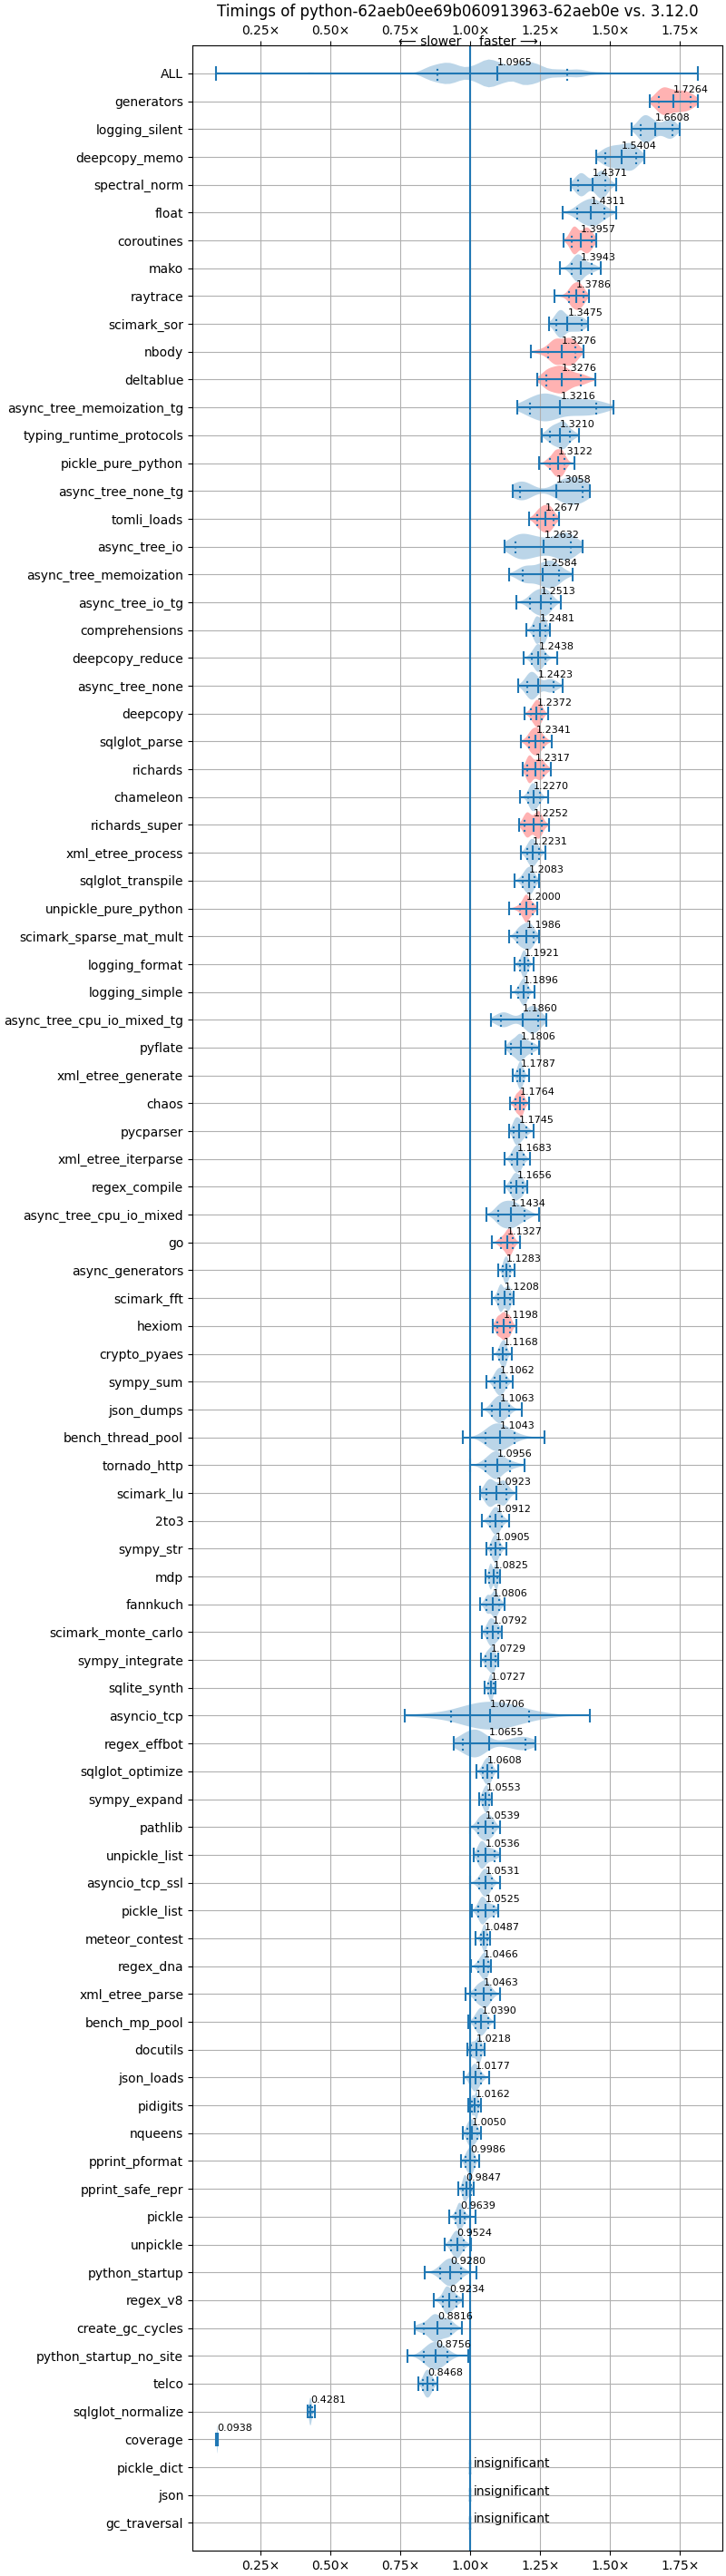 Timings of python-62aeb0ee69b060913963-62aeb0e vs. 3.12.0
0.25× 0.50× 0.75× 1.00× 1.25× 1.50× 1.75×
⟵ slower faster ⟶
ALL 1.0965
generators 1.7264
logging_silent 1.6608
deepcopy_memo 1.5404
spectral_norm 1.4371
float 1.4311
coroutines 1.3957
mako 1.3943
raytrace 1.3786
scimark_sor 1.3475
nbody 1.3276
deltablue 1.3276
async_tree_memoization_tg 1.3216
typing_runtime_protocols 1.3210
pickle_pure_python 1.3122
async_tree_none_tg 1.3058
tomli_loads 1.2677
async_tree_io 1.2632
async_tree_memoization 1.2584
async_tree_io_tg 1.2513
comprehensions 1.2481
deepcopy_reduce 1.2438
async_tree_none 1.2423
deepcopy 1.2372
sqlglot_parse 1.2341
richards 1.2317
chameleon 1.2270
richards_super 1.2252
xml_etree_process 1.2231
sqlglot_transpile 1.2083
unpickle_pure_python 1.2000
scimark_sparse_mat_mult 1.1986
logging_format 1.1921
logging_simple 1.1896
async_tree_cpu_io_mixed_tg 1.1860
pyflate 1.1806
xml_etree_generate 1.1787
chaos 1.1764
pycparser 1.1745
xml_etree_iterparse 1.1683
regex_compile 1.1656
async_tree_cpu_io_mixed 1.1434
go 1.1327
async_generators 1.1283
scimark_fft 1.1208
hexiom 1.1198
crypto_pyaes 1.1168
sympy_sum 1.1062
json_dumps 1.1063
bench_thread_pool 1.1043
tornado_http 1.0956
scimark_lu 1.0923
2to3 1.0912
sympy_str 1.0905
mdp 1.0825
fannkuch 1.0806
scimark_monte_carlo 1.0792
sympy_integrate 1.0729
sqlite_synth 1.0727
asyncio_tcp 1.0706
regex_effbot 1.0655
sqlglot_optimize 1.0608
sympy_expand 1.0553
pathlib 1.0539
unpickle_list 1.0536
asyncio_tcp_ssl 1.0531
pickle_list 1.0525
meteor_contest 1.0487
regex_dna 1.0466
xml_etree_parse 1.0463
bench_mp_pool 1.0390
docutils 1.0218
json_loads 1.0177
pidigits 1.0162
nqueens 1.0050
pprint_pformat 0.9986
pprint_safe_repr 0.9847
pickle 0.9639
unpickle 0.9524
python_startup 0.9280
regex_v8 0.9234
create_gc_cycles 0.8816
python_startup_no_site 0.8756
telco 0.8468
sqlglot_normalize 0.4281
coverage 0.0938
pickle_dict insignificant
json insignificant
gc_traversal insignificant
0.25× 0.50× 0.75× 1.00× 1.25× 1.50× 1.75×